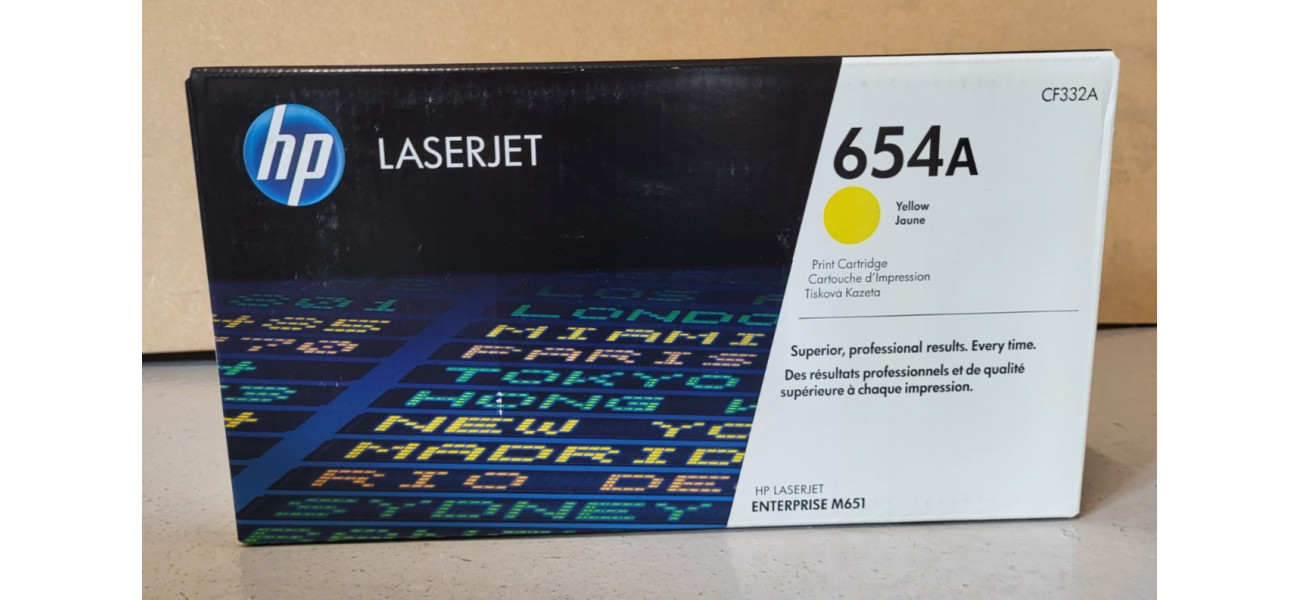 hp LASERJET
CF332A
654A
Yellow
Jaune
Print Cartridge
Cartouche d'Impression
Tisková Kazeta
Superior, professional results. Every time.
Des résultats professionnels et de qualité
supérieure à chaque impression.
HP LASERJET
ENTERPRISE M651
LOS
LONDO
MIAMI
PARIS
TOKYO
HONG
NEW YO
MADRID
RIO DE
SYDNEY